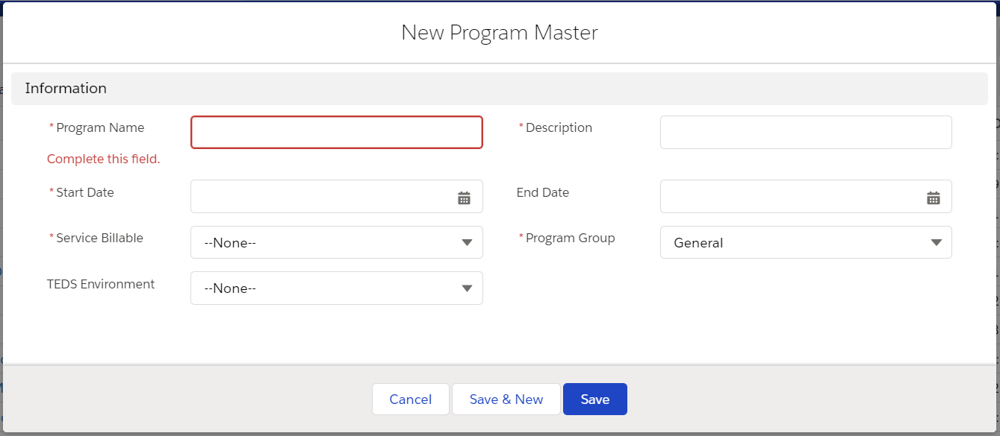 New Program Master
Information
* Program Name
* Description
Complete this field.
* Start Date
End Date
* Service Billable
--None--
* Program Group
General
TEDS Environment
--None--
Cancel
Save & New
Save